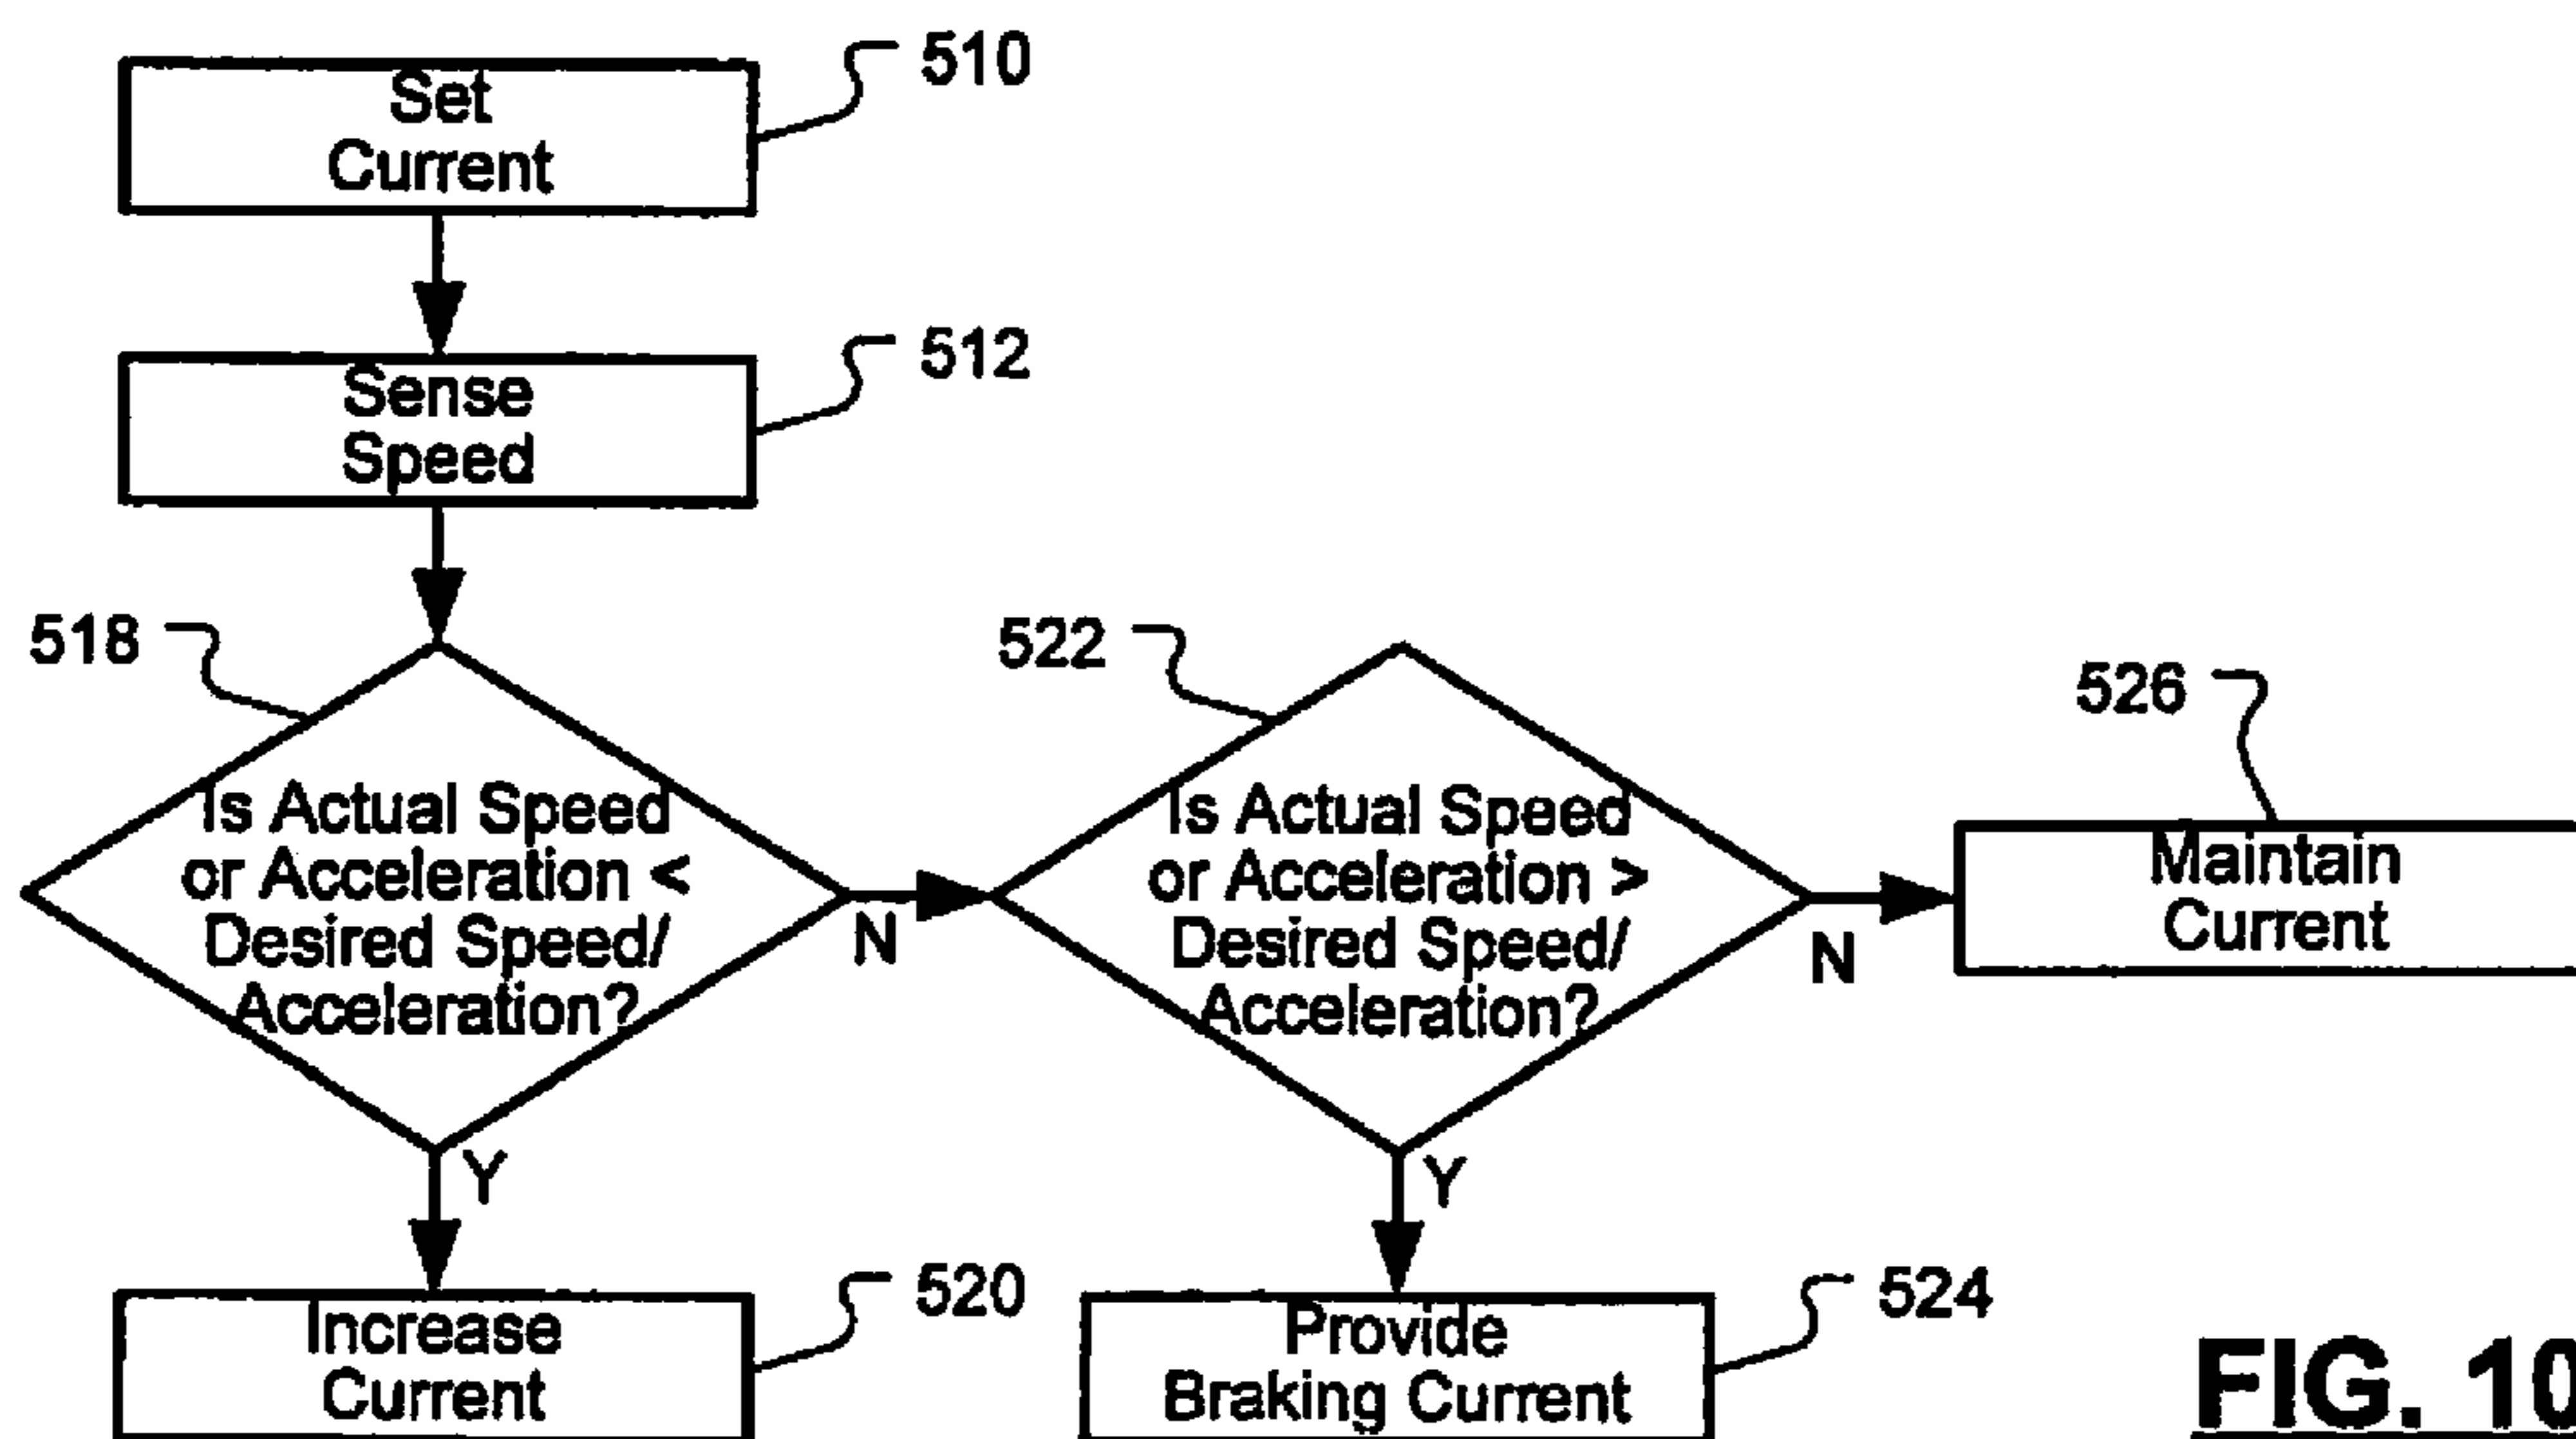 Set
Current
510
Sense
Speed
512
518
Is Actual Speed
or Acceleration <
Desired Speed/
Acceleration?
N
Y
522
Is Actual Speed
or Acceleration >
Desired Speed/
Acceleration?
N
Y
526
Maintain
Current
Increase
Current
520
Provide
Braking Current
524
FIG. 10